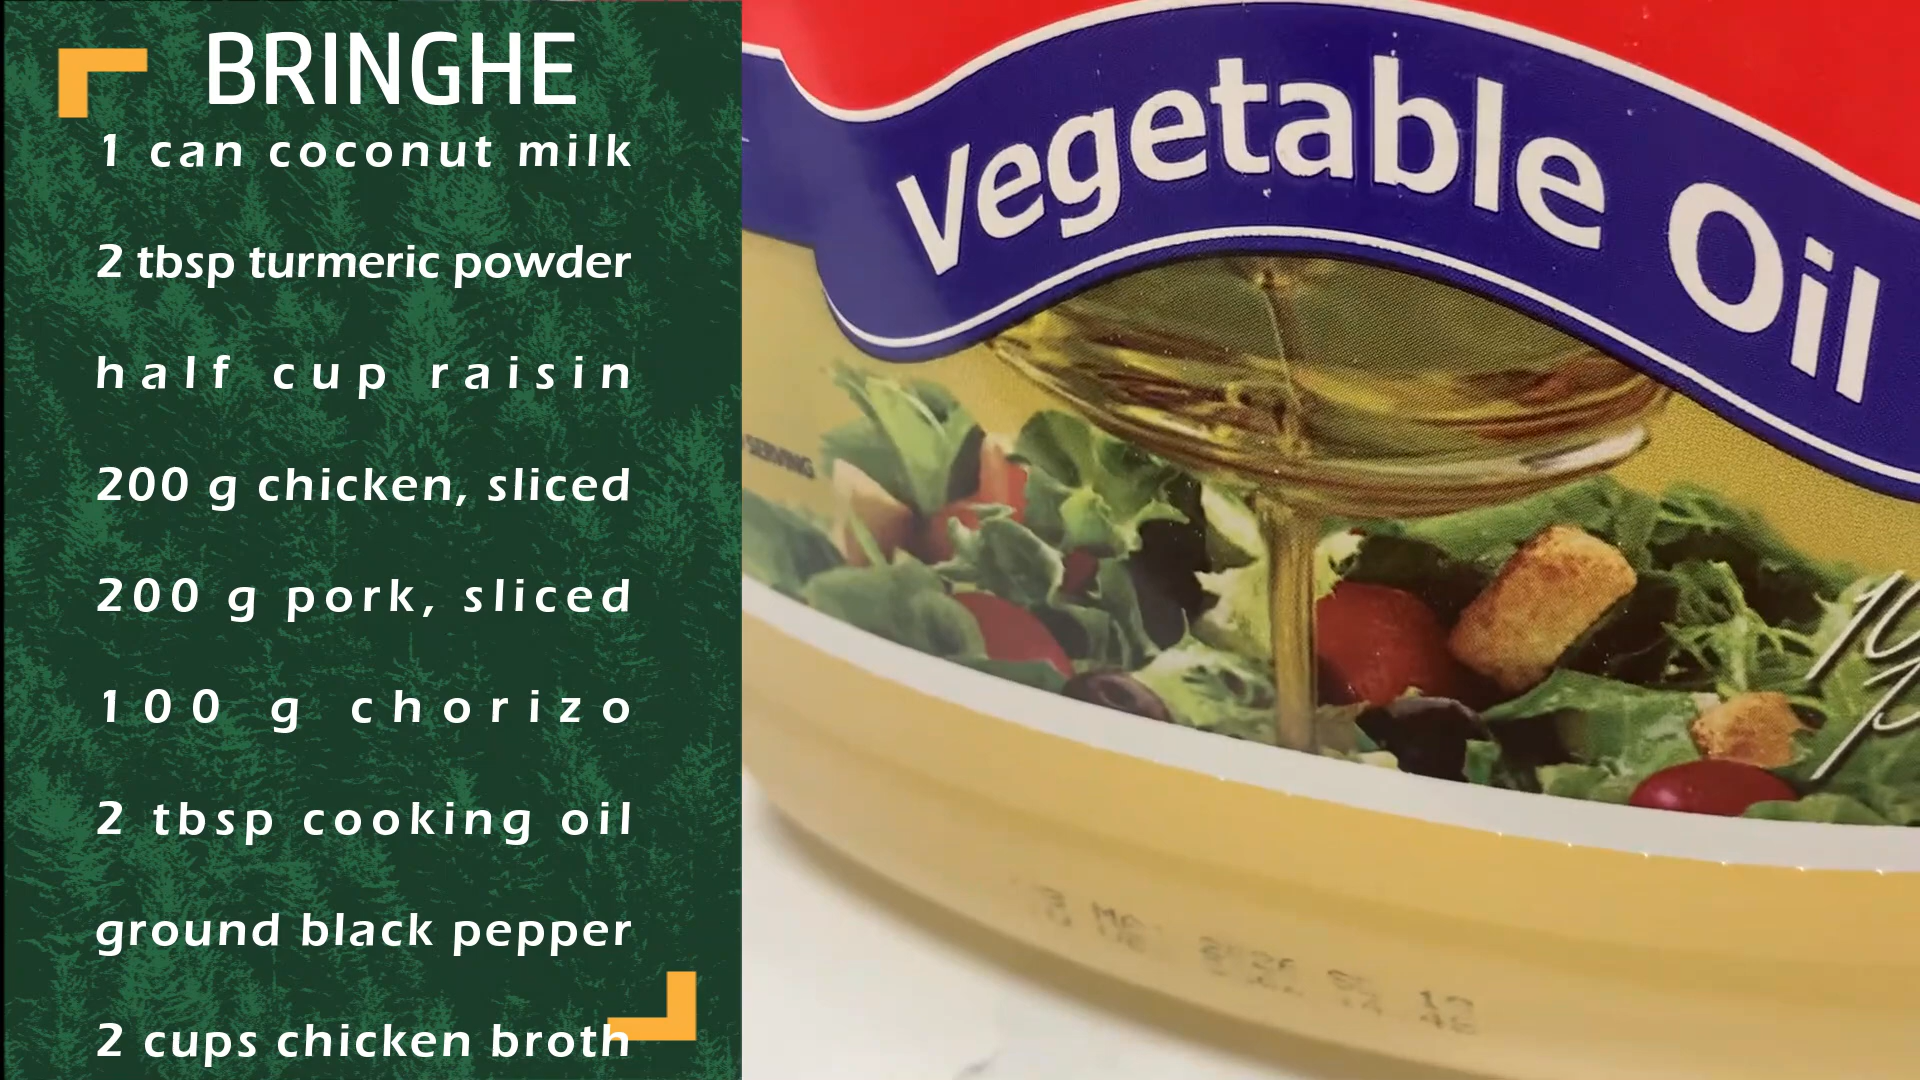 BRINGHE
1 can coconut milk
2 tbsp turmeric powder
half cup raisin
200 g chicken, sliced
200 g pork, sliced
100 g chorizo
2 tbsp cooking oil
ground black pepper
2 cups chicken broth
Vegetable Oil
SERVING